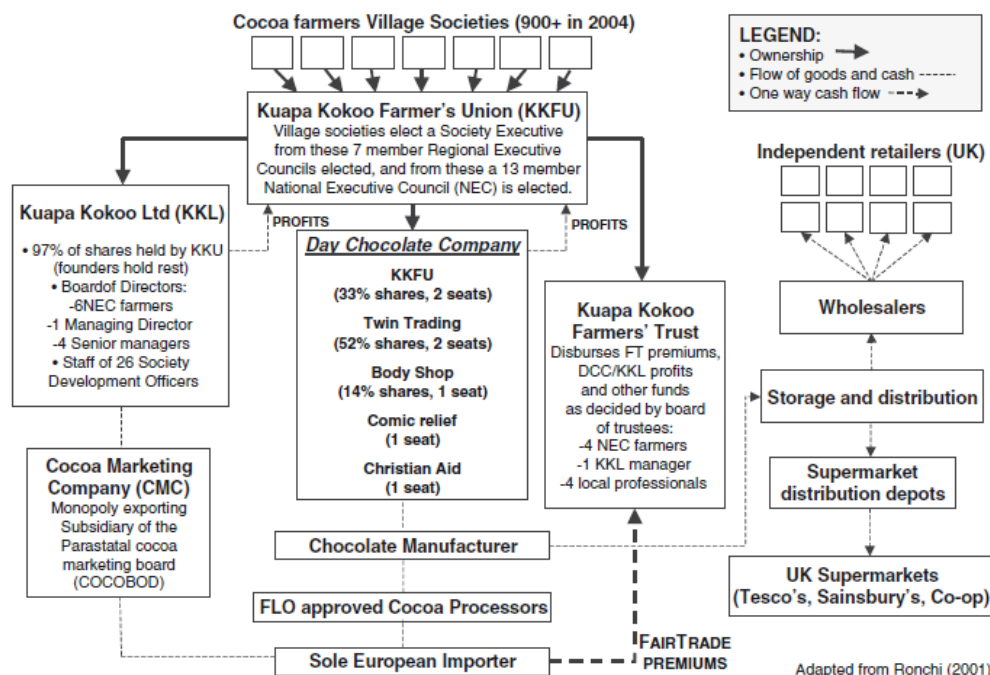 Cocoa farmers Village Societies (900+ in 2004)
LEGEND:
• Ownership
• Flow of goods and cash
• One way cash flow
Kuapa Kokoo Farmer's Union (KKFU)
Village societies elect a Society Executive
from these 7 member Regional Executive
Councils elected, and from these a 13 member
National Executive Council (NEC) is elected.
Independent retailers (UK)
Kuapa Kokoo Ltd (KKL)
• 97% of shares held by KKU
(founders hold rest)
• Boardof Directors:
-6NEC farmers
-1 Managing Director
-4 Senior managers
• Staff of 26 Society
Development Officers
PROFITS
PROFITS
Day Chocolate Company
KKFU
(33% shares, 2 seats)
Twin Trading
(52% shares, 2 seats)
Body Shop
(14% shares, 1 seat)
Comic relief
(1 seat)
Christian Aid
(1 seat)
Kuapa Kokoo
Farmers' Trust
Disburses FT premiums,
DCC/KKL profits
and other funds
as decided by board
of trustees:
-4 NEC farmers
-1 KKL manager
-4 local professionals
Wholesalers
Storage and distribution
Supermarket
distribution depots
UK Supermarkets
(Tesco's, Sainsbury's, Co-op)
Cocoa Marketing
Company (CMC)
Monopoly exporting
Subsidiary of the
Parastatal cocoa
marketing board
(COCOBOD)
Chocolate Manufacturer
FLO approved Cocoa Processors
Sole European Importer
FAIRTRADE
PREMIUMS
Adapted from Ronchi (2001)